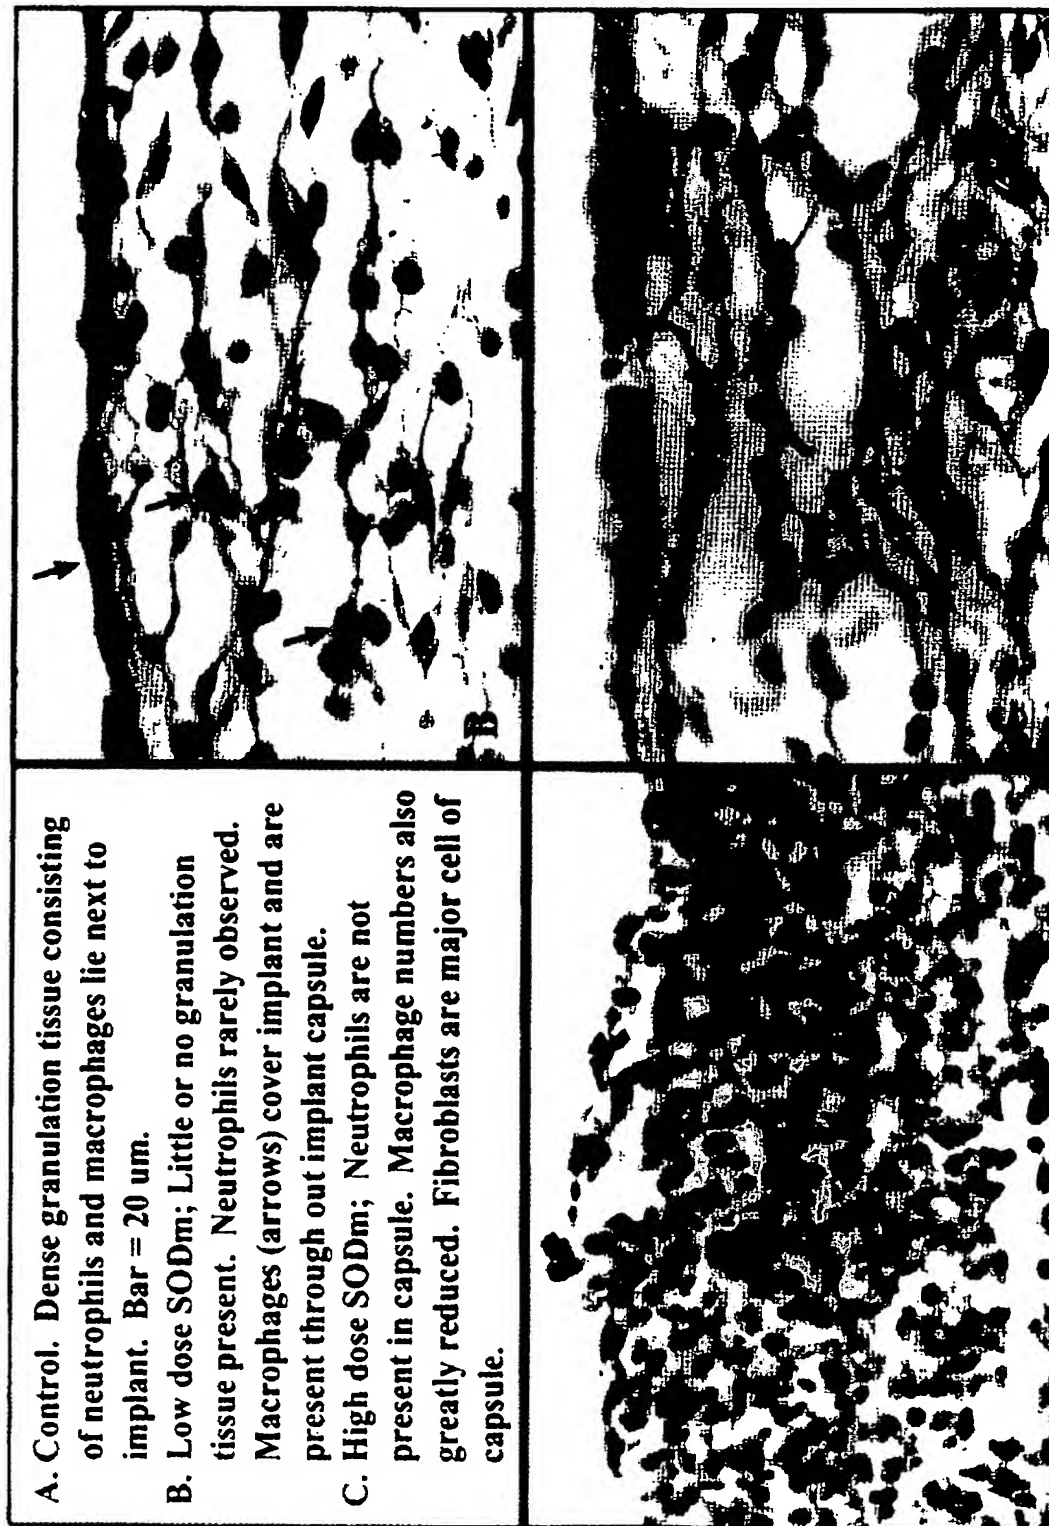 A. Control. Dense granulation tissue consisting
of neutrophils and macrophages lie next to
implant. Bar = 20 um.
B. Low dose SODm; Little or no granulation
tissue present. Neutrophils rarely observed.
Macrophages (arrows) cover implant and are
present through out implant capsule.
C. High dose SODm; Neutrophils are not
present in capsule. Macrophage numbers also
greatly reduced. Fibroblasts are major cell of
capsule.
B